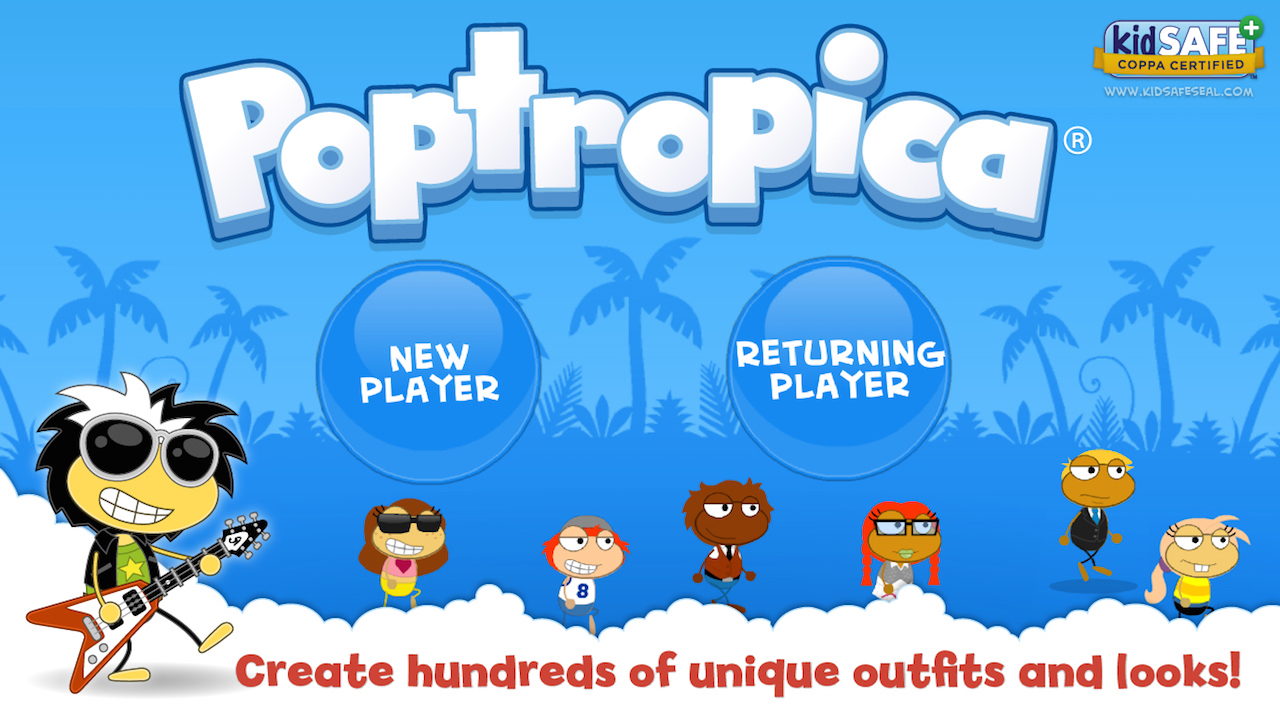 Poptropica®
kidSAFE+
COPPA CERTIFIED
™
WWW.KIDSAFESEAL.COM
NEW
PLAYER
RETURNING
PLAYER
8
Create hundreds of unique outfits and looks!